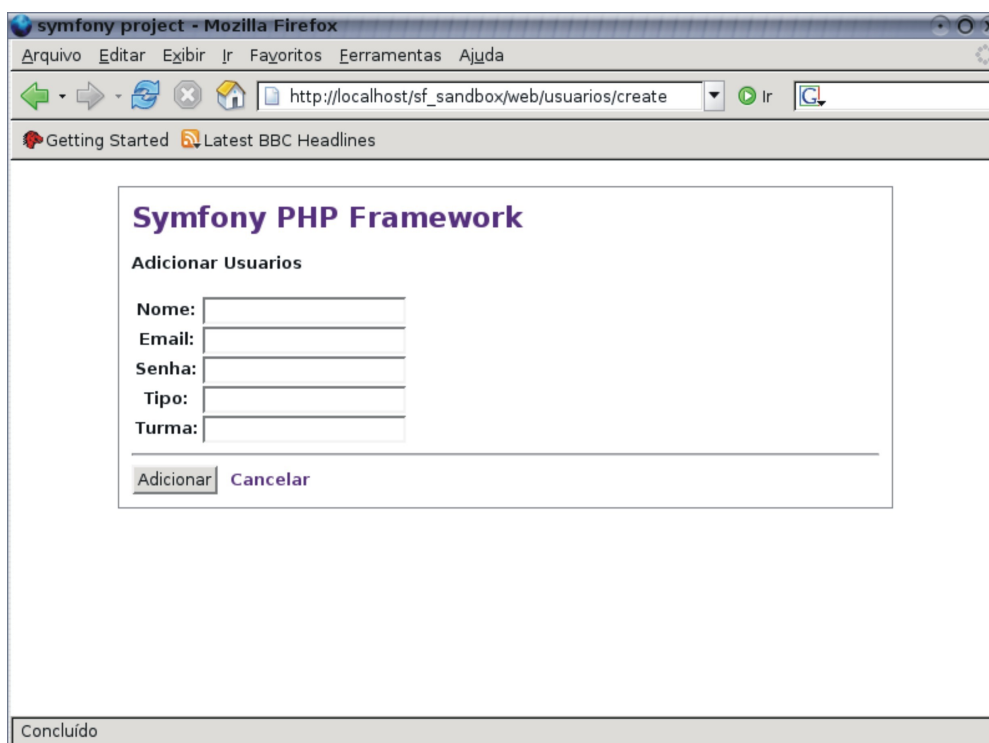 symfony project - Mozilla Firefox
Arquivo Editar Exibir Ir Favoritos Ferramentas Ajuda
http://localhost/sf_sandbox/web/usuarios/create Ir G
Getting Started Latest BBC Headlines
Symfony PHP Framework
Adicionar Usuarios
Nome:
Email:
Senha:
Tipo:
Turma:
Adicionar Cancelar
Concluído